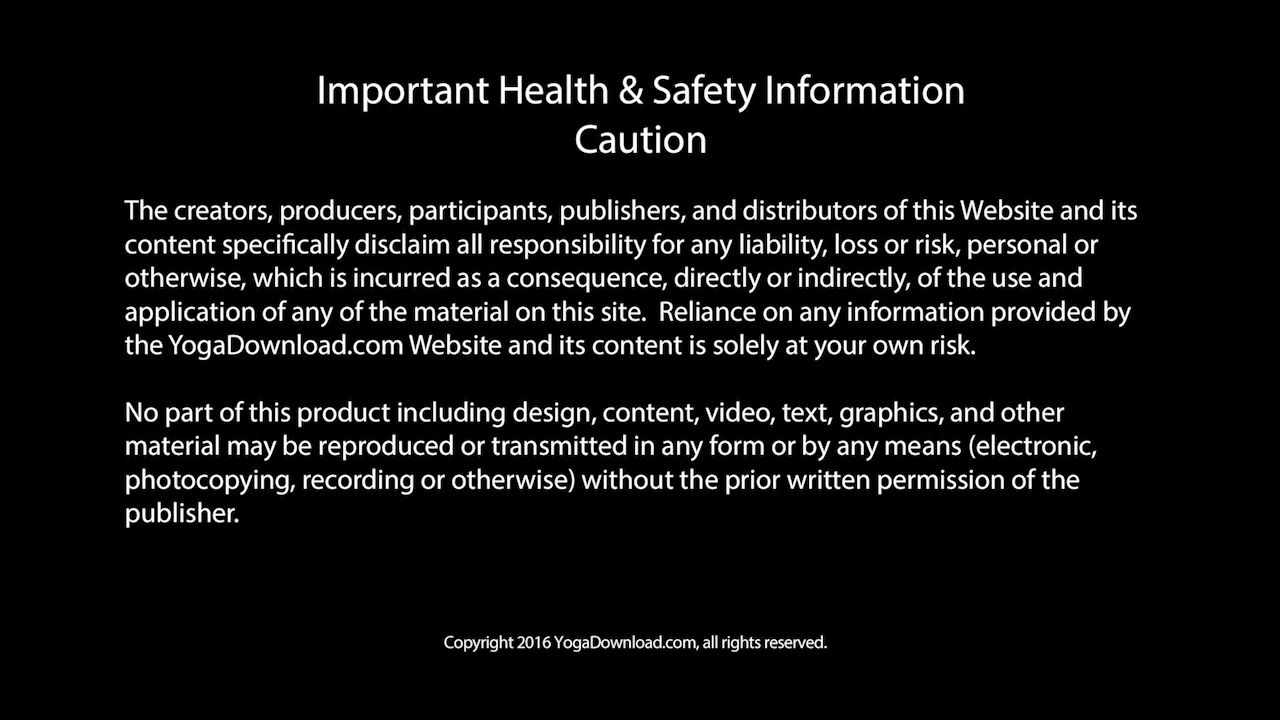 Important Health & Safety Information
Caution
The creators, producers, participants, publishers, and distributors of this Website and its
content specifically disclaim all responsibility for any liability, loss or risk, personal or
otherwise, which is incurred as a consequence, directly or indirectly, of the use and
application of any of the material on this site.  Reliance on any information provided by
the YogaDownload.com Website and its content is solely at your own risk.
No part of this product including design, content, video, text, graphics, and other
material may be reproduced or transmitted in any form or by any means (electronic,
photocopying, recording or otherwise) without the prior written permission of the
publisher.
Copyright 2016 YogaDownload.com, all rights reserved.